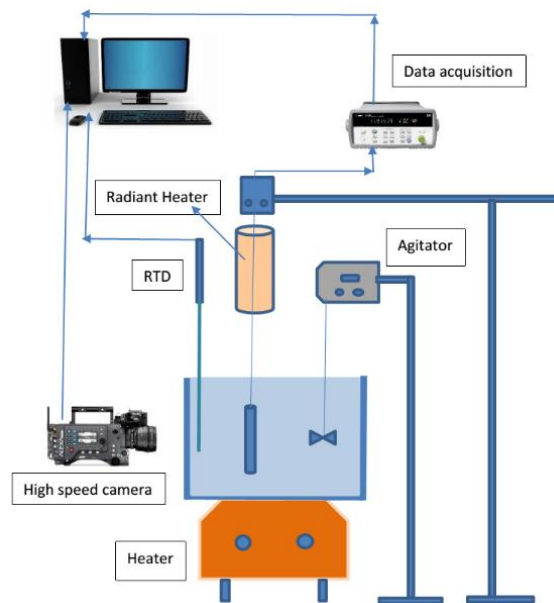 Data acquisition
Radiant Heater
Agitator
RTD
High speed camera
Heater